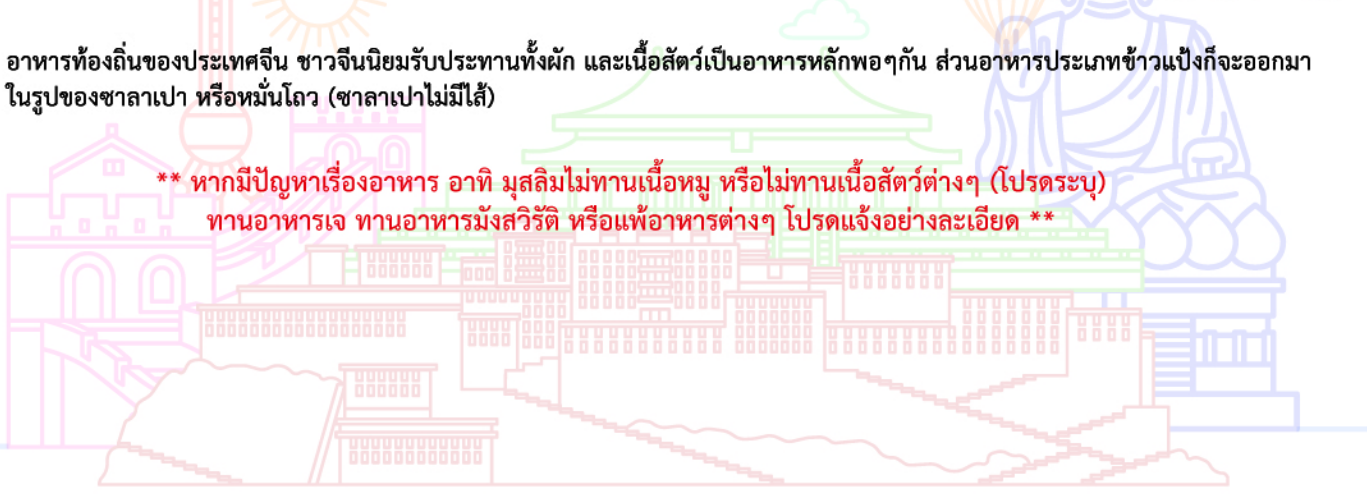 อาหารท้องถิ่นของประเทศจีน ชาวจีนนิยมรับประทานทั้งผัก และเนื้อสัตว์เป็นอาหารหลักพอๆกัน ส่วนอาหารประเภทข้าวแป้งก็จะออกมา
ในรูปของซาลาเปา หรือหมั่นโถว (ซาลาเปาไม่มีไส้)
** หากมีปัญหาเรื่องอาหาร อาทิ มุสลิมไม่ทานเนื้อหมู หรือไม่ทานเนื้อสัตว์ต่างๆ (โปรดระบุ)
ทานอาหารเจ ทานอาหารมังสวิรัติ หรือแพ้อาหารต่างๆ โปรดแจ้งอย่างละเอียด **